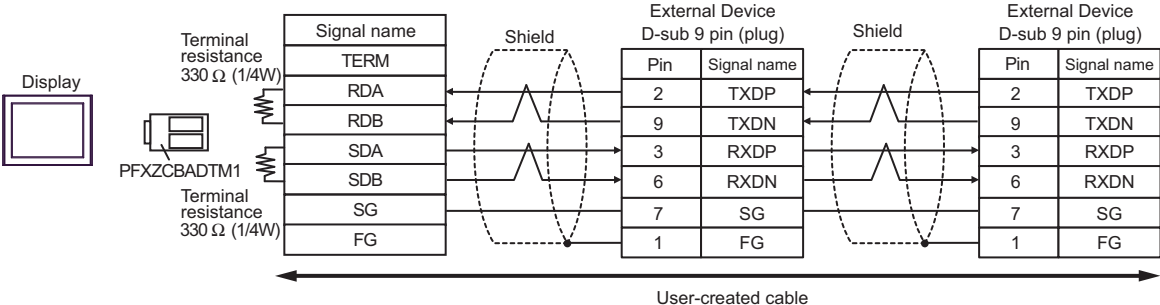 Display
PFXZCBADTM1
Terminal
resistance
330 Ω (1/4W)
Terminal
resistance
330 Ω (1/4W)
Signal name
TERM
RDA
RDB
SDA
SDB
SG
FG
Shield
External Device
D-sub 9 pin (plug)
Pin Signal name
2 TXDP
9 TXDN
3 RXDP
6 RXDN
7 SG
1 FG
Shield
External Device
D-sub 9 pin (plug)
Pin Signal name
2 TXDP
9 TXDN
3 RXDP
6 RXDN
7 SG
1 FG
User-created cable